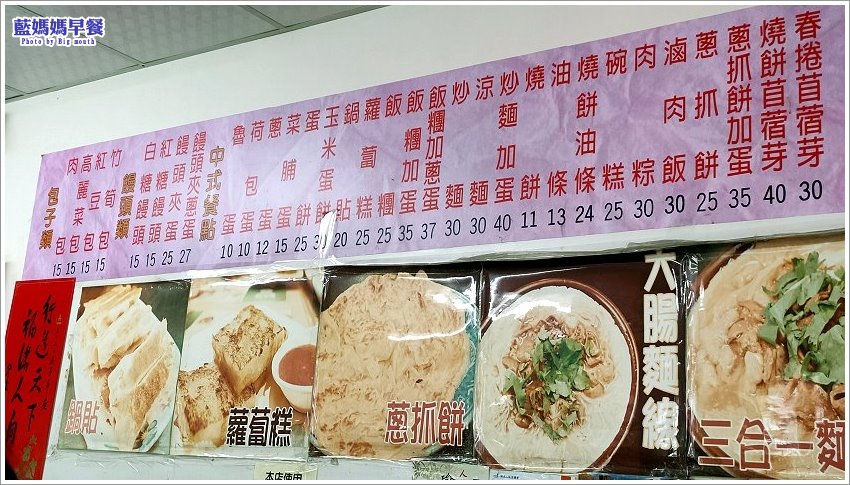 藍媽媽早餐
Photo by Big mouth
包子類
肉包 15
高麗菜包 15
紅豆包 15
竹筍包 15
饅頭類
白饅頭 15
紅糖饅頭 15
饅頭夾蛋 25
饅頭夾蔥蛋 27
中式餐點
魯蛋 10
荷包蛋 10
蔥蛋 12
菜脯蛋 15
蛋餅 25
玉米蛋餅 30
鍋貼 20
蘿蔔糕 25
飯糰 25
飯糰加蛋 35
飯糰加蔥蛋 37
炒麵 30
涼麵 30
炒麵加蛋 40
燒餅 11
油條 13
燒餅油條 24
碗糕 25
肉粽 30
滷肉飯 30
蔥抓餅 25
蔥抓餅加蛋 35
燒餅苜蓿芽 40
春捲苜蓿芽 30
天下
鍋貼
蘿蔔糕
蔥抓餅
大腸麵線
三合一麵
本店使用